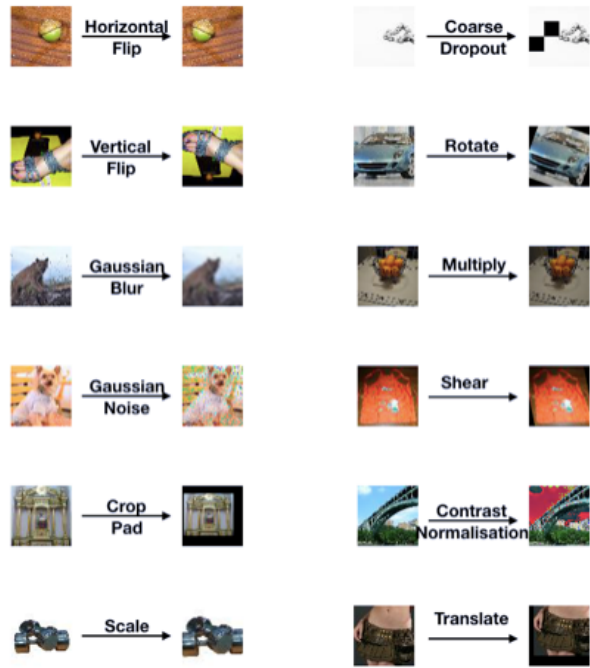 Horizontal
Flip
Coarse
Dropout
Vertical
Flip
Rotate
Gaussian
Blur
Multiply
Gaussian
Noise
Shear
Crop
Pad
Contrast
Normalisation
Scale
Translate